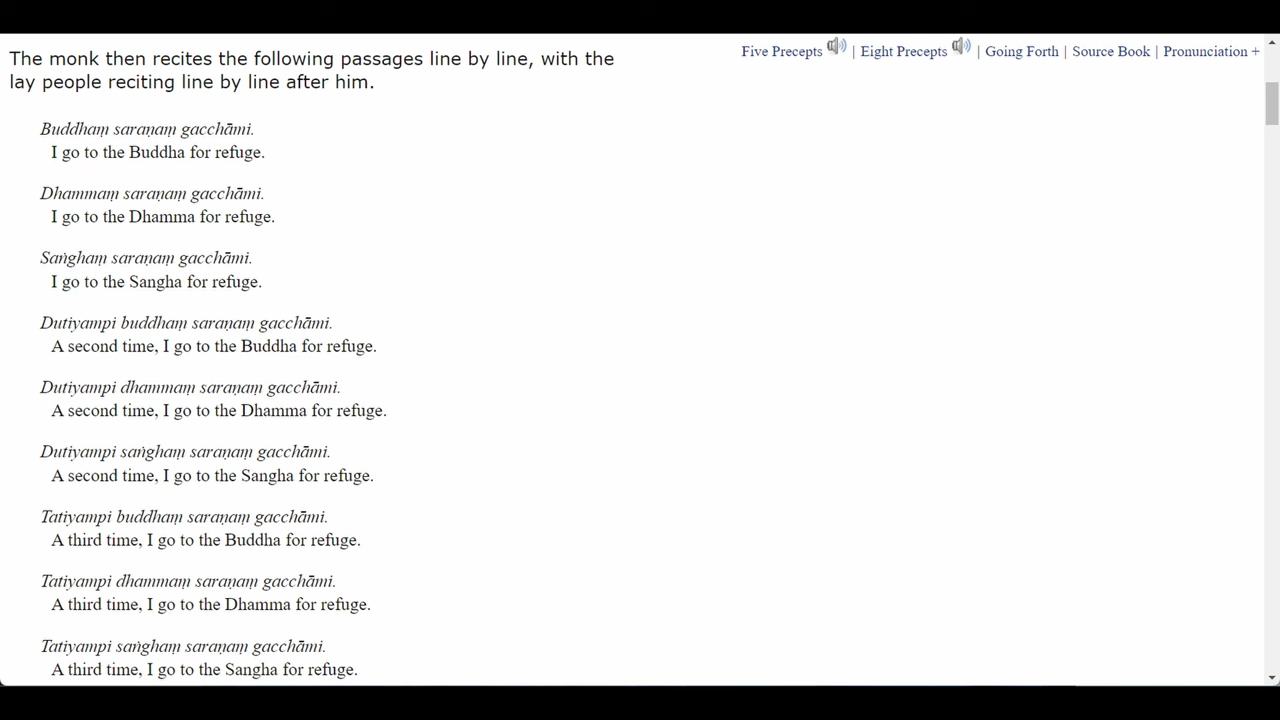 The monk then recites the following passages line by line, with the
lay people reciting line by line after him.
Five Precepts | Eight Precepts | Going Forth | Source Book | Pronunciation +
Buddhaṃ saraṇaṃ gacchāmi.
I go to the Buddha for refuge.
Dhammaṃ saraṇaṃ gacchāmi.
I go to the Dhamma for refuge.
Saṅghaṃ saraṇaṃ gacchāmi.
I go to the Sangha for refuge.
Dutiyampi buddhaṃ saraṇaṃ gacchāmi.
A second time, I go to the Buddha for refuge.
Dutiyampi dhammaṃ saraṇaṃ gacchāmi.
A second time, I go to the Dhamma for refuge.
Dutiyampi saṅghaṃ saraṇaṃ gacchāmi.
A second time, I go to the Sangha for refuge.
Tatiyampi buddhaṃ saraṇaṃ gacchāmi.
A third time, I go to the Buddha for refuge.
Tatiyampi dhammaṃ saraṇaṃ gacchāmi.
A third time, I go to the Dhamma for refuge.
Tatiyampi saṅghaṃ saraṇaṃ gacchāmi.
A third time, I go to the Sangha for refuge.